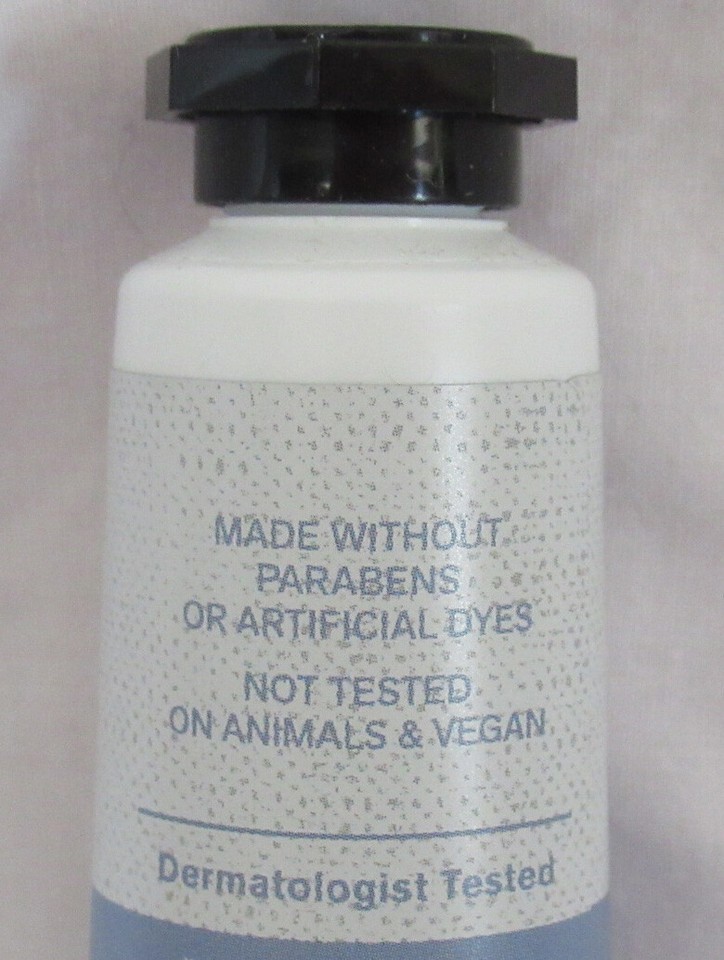 MADE WITHOUT
PARABENS
OR ARTIFICIAL DYES
NOT TESTED
ON ANIMALS & VEGAN
Dermatologist Tested